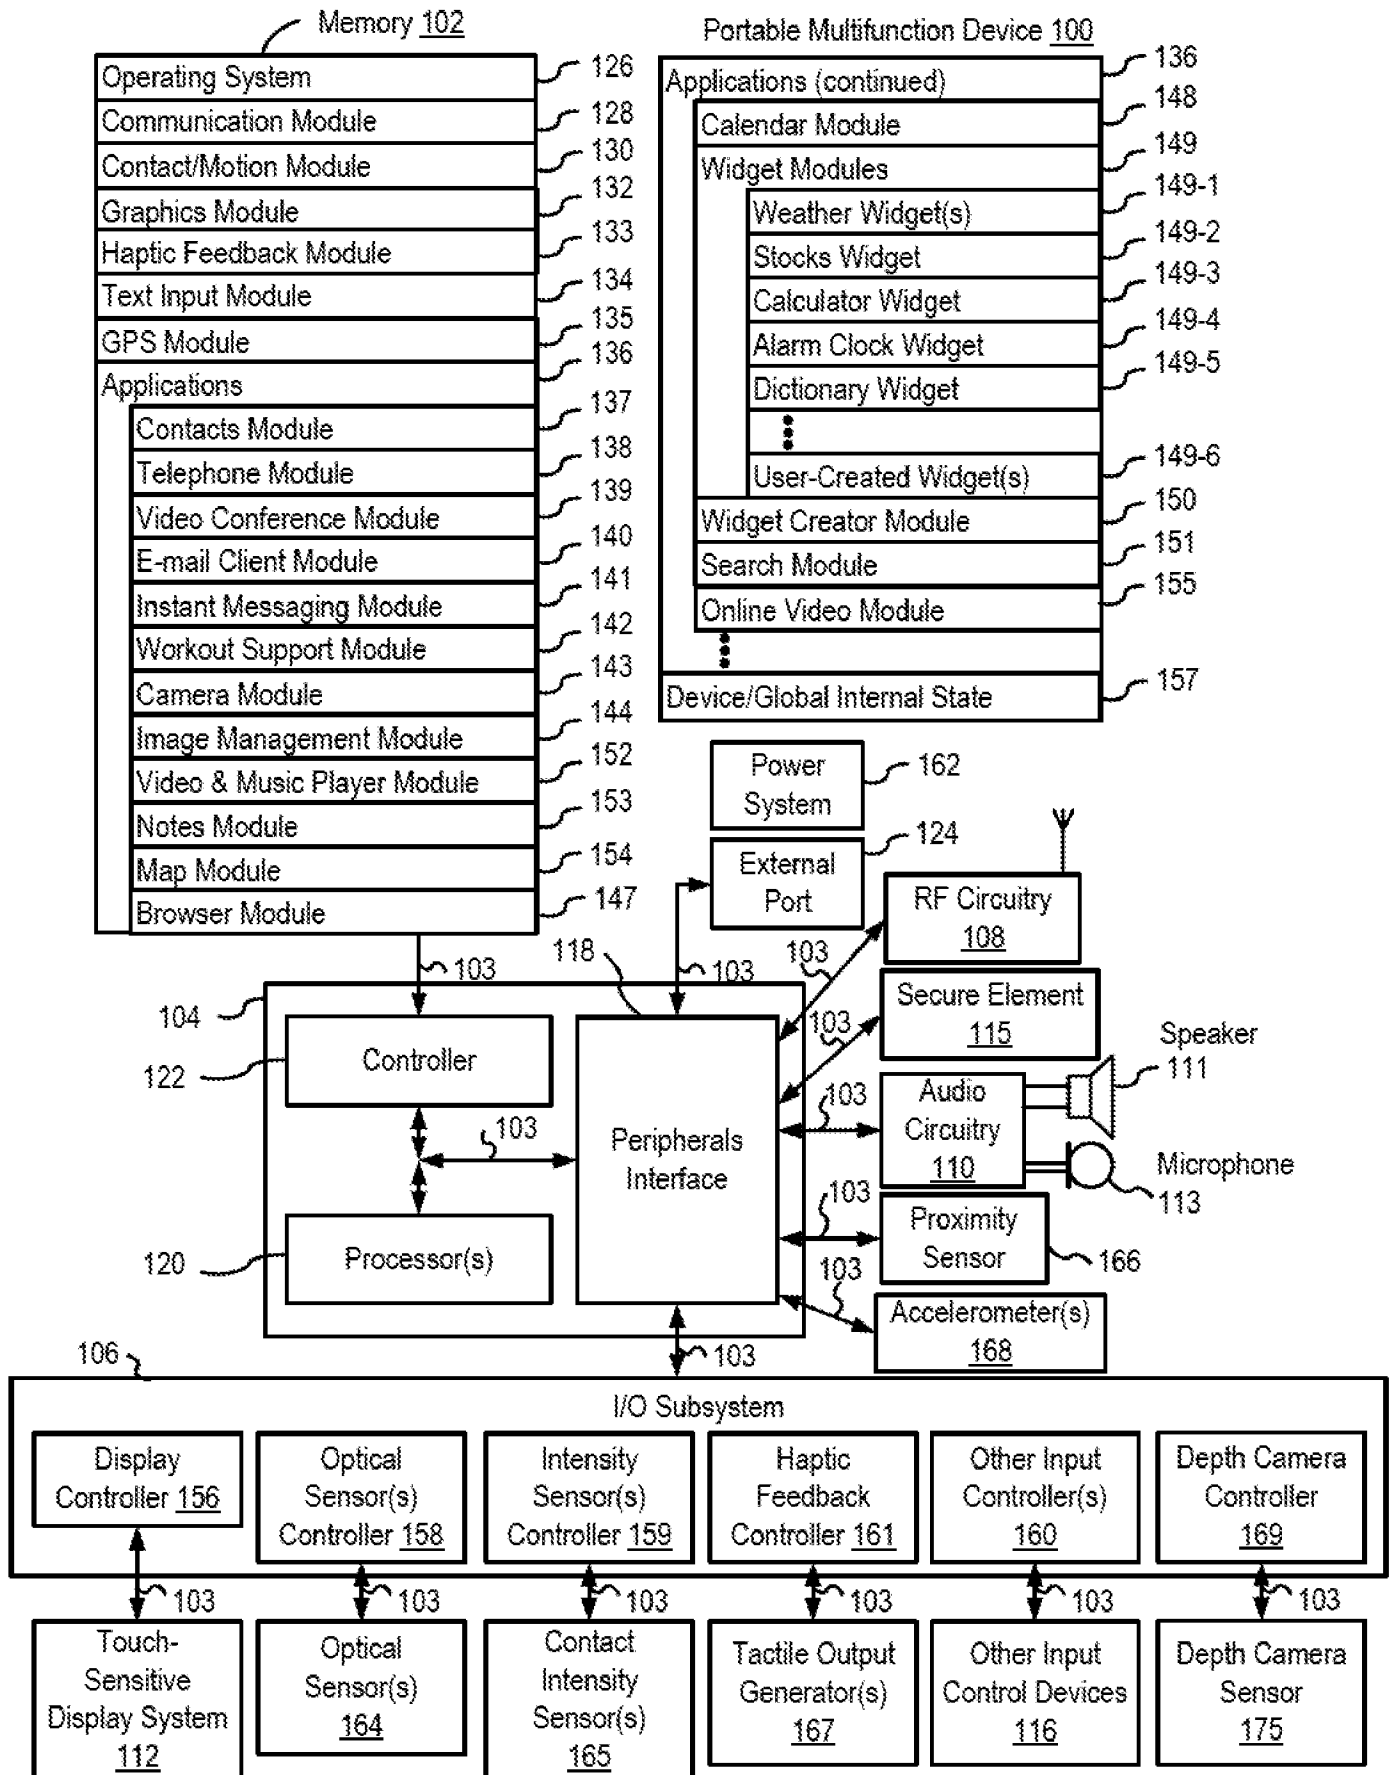 Memory 102
Operating System
126
Communication Module
128
Contact/Motion Module
130
Graphics Module
132
Haptic Feedback Module
133
Text Input Module
134
GPS Module
135
Applications
136
Contacts Module
137
Telephone Module
138
Video Conference Module
139
E-mail Client Module
140
Instant Messaging Module
141
Workout Support Module
142
Camera Module
143
Image Management Module
144
Video & Music Player Module
152
Notes Module
153
Map Module
154
Browser Module
147
Portable Multifunction Device 100
Applications (continued)
136
Calendar Module
148
Widget Modules
149
Weather Widget(s)
149-1
Stocks Widget
149-2
Calculator Widget
149-3
Alarm Clock Widget
149-4
Dictionary Widget
149-5
User-Created Widget(s)
149-6
Widget Creator Module
150
Search Module
151
Online Video Module
155
Device/Global Internal State
157
Power
System
162
External
Port
124
RF Circuitry
108
103
103
118
103
104
Secure Element
115
103
Controller
122
Speaker
111
Audio
Circuitry
110
103
103
Peripherals
Interface
Microphone
113
Processor(s)
120
Proximity
Sensor
103
166
Accelerometer(s)
168
103
103
106
I/O Subsystem
Display
Controller 156
Optical
Sensor(s)
Controller 158
Intensity
Sensor(s)
Controller 159
Haptic
Feedback
Controller 161
Other Input
Controller(s)
160
Depth Camera
Controller
169
103
103
103
103
103
103
Touch-
Sensitive
Display System
112
Optical
Sensor(s)
164
Contact
Intensity
Sensor(s)
165
Tactile Output
Generator(s)
167
Other Input
Control Devices
116
Depth Camera
Sensor
175